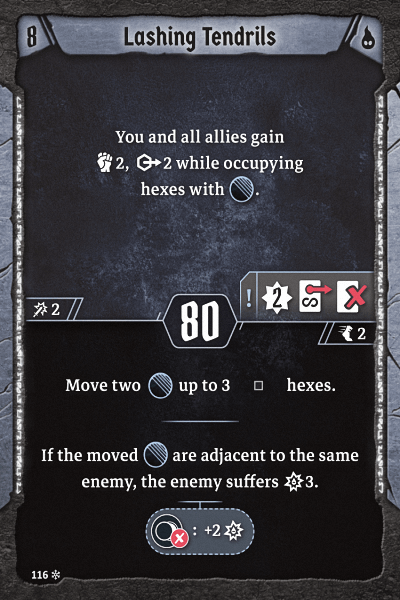 8 Lashing Tendrils
You and all allies gain
2, 2 while occupying
hexes with .
2
! 2
80
2
Move two up to 3 hexes.
If the moved are adjacent to the same
enemy, the enemy suffers 3.
: +2
116